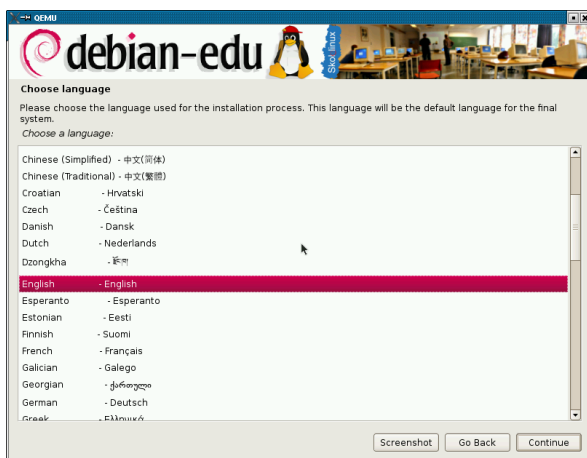 QEMU
debian-edu
Skolelinux
Choose language
Please choose the language used for the installation process. This language will be the default language for the final
system.
Choose a language:
Chinese (Simplified) - 中文(简体)
Chinese (Traditional) - 中文(繁體)
Croatian - Hrvatski
Czech - Čeština
Danish - Dansk
Dutch - Nederlands
Dzongkha - རྫོང་ཁ།
English - English
Esperanto - Esperanto
Estonian - Eesti
Finnish - Suomi
French - Français
Galician - Galego
Georgian - ქართული
German - Deutsch
Greek - Ελληνικά
Screenshot Go Back Continue